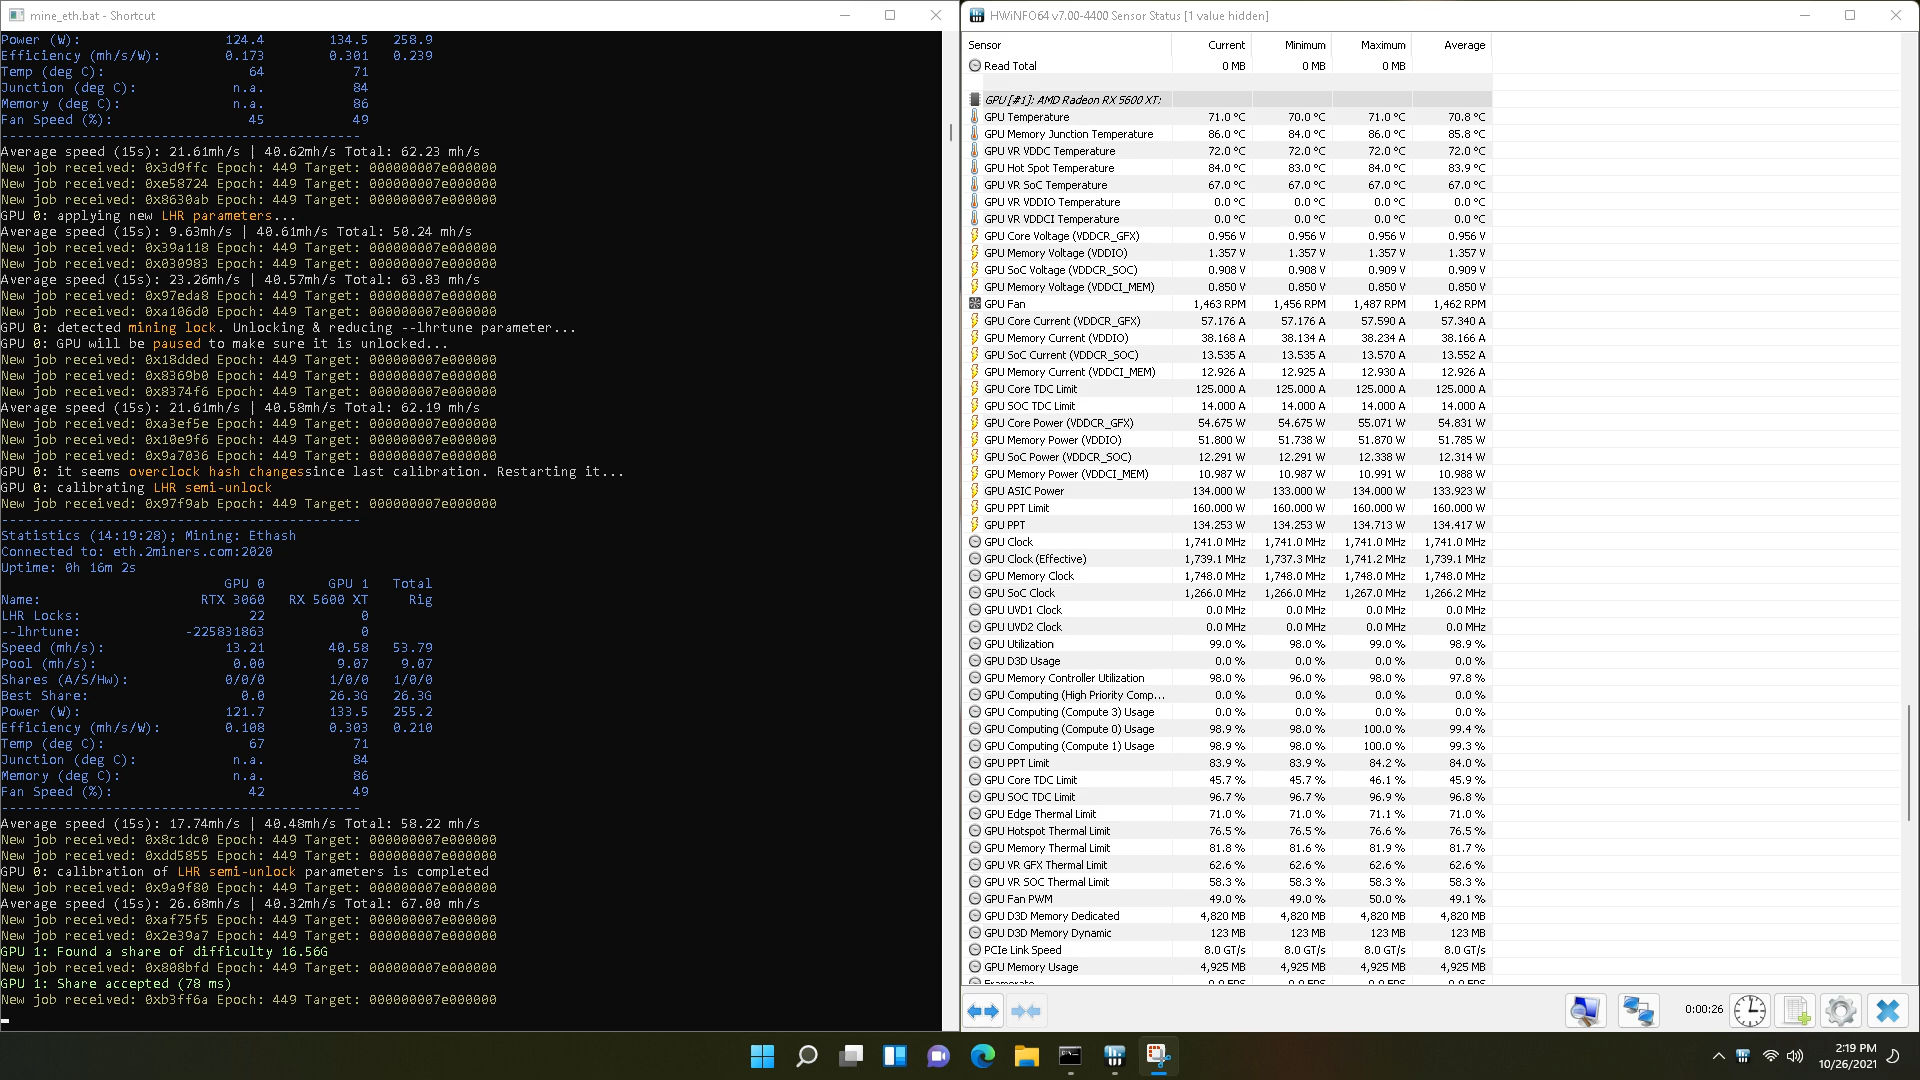 mine_eth.bat - Shortcut
Power (W): 124.4 134.5 258.9
Efficiency (mh/s/W): 0.173 0.301 0.239
Temp (deg C): 64 71
Junction (deg C): n.a. 84
Memory (deg C): n.a. 86
Fan Speed (%): 45 49
---------------------------------------------
Average speed (15s): 21.61mh/s | 40.62mh/s Total: 62.23 mh/s
New job received: 0x3d9ffc Epoch: 449 Target: 000000007e000000
New job received: 0xe58724 Epoch: 449 Target: 000000007e000000
New job received: 0x8630ab Epoch: 449 Target: 000000007e000000
GPU 0: applying new LHR parameters...
Average speed (15s): 9.63mh/s | 40.61mh/s Total: 50.24 mh/s
New job received: 0x39a118 Epoch: 449 Target: 000000007e000000
New job received: 0x030983 Epoch: 449 Target: 000000007e000000
Average speed (15s): 23.26mh/s | 40.57mh/s Total: 63.83 mh/s
New job received: 0x97eda8 Epoch: 449 Target: 000000007e000000
New job received: 0xa106d0 Epoch: 449 Target: 000000007e000000
GPU 0: detected mining lock. Unlocking & reducing --lhrtune parameter...
GPU 0: GPU will be paused to make sure it is unlocked...
New job received: 0x18dded Epoch: 449 Target: 000000007e000000
New job received: 0x8369b0 Epoch: 449 Target: 000000007e000000
New job received: 0x8374f6 Epoch: 449 Target: 000000007e000000
Average speed (15s): 21.61mh/s | 40.58mh/s Total: 62.19 mh/s
New job received: 0xa3ef5e Epoch: 449 Target: 000000007e000000
New job received: 0x10e9f6 Epoch: 449 Target: 000000007e000000
New job received: 0x9a7036 Epoch: 449 Target: 000000007e000000
GPU 0: it seems overclock hash changessince last calibration. Restarting it...
GPU 0: calibrating LHR semi-unlock
New job received: 0x97f9ab Epoch: 449 Target: 000000007e000000
---------------------------------------------
Statistics (14:19:28); Mining: Ethash
Connected to: eth.2miners.com:2020
Uptime: 0h 16m 2s
GPU 0 GPU 1 Total
Name: RTX 3060 RX 5600 XT Rig
LHR Locks: 22 0
--lhrtune: -225831863 0
Speed (mh/s): 13.21 40.58 53.79
Pool (mh/s): 0.00 9.07 9.07
Shares (A/S/Hw): 0/0/0 1/0/0 1/0/0
Best Share: 0.0 26.3G 26.3G
Power (W): 121.7 133.5 255.2
Efficiency (mh/s/W): 0.108 0.303 0.210
Temp (deg C): 67 71
Junction (deg C): n.a. 84
Memory (deg C): n.a. 86
Fan Speed (%): 42 49
---------------------------------------------
Average speed (15s): 17.74mh/s | 40.48mh/s Total: 58.22 mh/s
New job received: 0x8c1dc0 Epoch: 449 Target: 000000007e000000
New job received: 0xdd5855 Epoch: 449 Target: 000000007e000000
GPU 0: calibration of LHR semi-unlock parameters is completed
New job received: 0x9a9f80 Epoch: 449 Target: 000000007e000000
Average speed (15s): 26.68mh/s | 40.32mh/s Total: 67.00 mh/s
New job received: 0xaf75f5 Epoch: 449 Target: 000000007e000000
New job received: 0x2e39a7 Epoch: 449 Target: 000000007e000000
GPU 1: Found a share of difficulty 16.56G
New job received: 0x808bfd Epoch: 449 Target: 000000007e000000
GPU 1: Share accepted (78 ms)
New job received: 0xb3ff6a Epoch: 449 Target: 000000007e000000
HWiNFO64 v7.00-4400 Sensor Status [1 value hidden]
Sensor Current Minimum Maximum Average
Read Total 0 MB 0 MB 0 MB
GPU [#1]: AMD Radeon RX 5600 XT:
GPU Temperature 71.0 °C 70.0 °C 71.0 °C 70.8 °C
GPU Memory Junction Temperature 86.0 °C 84.0 °C 86.0 °C 85.8 °C
GPU VR VDDC Temperature 72.0 °C 72.0 °C 72.0 °C 72.0 °C
GPU Hot Spot Temperature 84.0 °C 83.0 °C 84.0 °C 83.9 °C
GPU VR SoC Temperature 67.0 °C 67.0 °C 67.0 °C 67.0 °C
GPU VR VDDIO Temperature 0.0 °C 0.0 °C 0.0 °C 0.0 °C
GPU VR VDDCI Temperature 0.0 °C 0.0 °C 0.0 °C 0.0 °C
GPU Core Voltage (VDDCR_GFX) 0.956 V 0.956 V 0.956 V 0.956 V
GPU Memory Voltage (VDDIO) 1.357 V 1.357 V 1.357 V 1.357 V
GPU SoC Voltage (VDDCR_SOC) 0.908 V 0.908 V 0.909 V 0.909 V
GPU Memory Voltage (VDDCI_MEM) 0.850 V 0.850 V 0.850 V 0.850 V
GPU Fan 1,463 RPM 1,456 RPM 1,487 RPM 1,462 RPM
GPU Core Current (VDDCR_GFX) 57.176 A 57.176 A 57.590 A 57.340 A
GPU Memory Current (VDDIO) 38.168 A 38.134 A 38.234 A 38.166 A
GPU SoC Current (VDDCR_SOC) 13.535 A 13.535 A 13.570 A 13.552 A
GPU Memory Current (VDDCI_MEM) 12.926 A 12.925 A 12.930 A 12.926 A
GPU Core TDC Limit 125.000 A 125.000 A 125.000 A 125.000 A
GPU SOC TDC Limit 14.000 A 14.000 A 14.000 A 14.000 A
GPU Core Power (VDDCR_GFX) 54.675 W 54.675 W 55.071 W 54.831 W
GPU Memory Power (VDDIO) 51.800 W 51.738 W 51.870 W 51.785 W
GPU SoC Power (VDDCR_SOC) 12.291 W 12.291 W 12.338 W 12.314 W
GPU Memory Power (VDDCI_MEM) 10.987 W 10.987 W 10.991 W 10.988 W
GPU ASIC Power 134.000 W 133.000 W 134.000 W 133.923 W
GPU PPT Limit 160.000 W 160.000 W 160.000 W 160.000 W
GPU PPT 134.253 W 134.253 W 134.713 W 134.417 W
GPU Clock 1,741.0 MHz 1,741.0 MHz 1,741.0 MHz 1,741.0 MHz
GPU Clock (Effective) 1,739.1 MHz 1,737.3 MHz 1,741.2 MHz 1,739.1 MHz
GPU Memory Clock 1,748.0 MHz 1,748.0 MHz 1,748.0 MHz 1,748.0 MHz
GPU SoC Clock 1,266.0 MHz 1,266.0 MHz 1,267.0 MHz 1,266.2 MHz
GPU UVD1 Clock 0.0 MHz 0.0 MHz 0.0 MHz 0.0 MHz
GPU UVD2 Clock 0.0 MHz 0.0 MHz 0.0 MHz 0.0 MHz
GPU Utilization 99.0 % 98.0 % 99.0 % 98.9 %
GPU D3D Usage 0.0 % 0.0 % 0.0 % 0.0 %
GPU Memory Controller Utilization 98.0 % 96.0 % 98.0 % 97.8 %
GPU Computing (High Priority Comp... 0.0 % 0.0 % 0.0 % 0.0 %
GPU Computing (Compute 3) Usage 0.0 % 0.0 % 0.0 % 0.0 %
GPU Computing (Compute 0) Usage 98.9 % 98.0 % 100.0 % 99.4 %
GPU Computing (Compute 1) Usage 98.9 % 98.0 % 100.0 % 99.3 %
GPU PPT Limit 83.9 % 83.9 % 84.2 % 84.0 %
GPU Core TDC Limit 45.7 % 45.7 % 46.1 % 45.9 %
GPU SOC TDC Limit 96.7 % 96.7 % 96.9 % 96.8 %
GPU Edge Thermal Limit 71.0 % 71.0 % 71.1 % 71.0 %
GPU Hotspot Thermal Limit 76.5 % 76.5 % 76.6 % 76.5 %
GPU Memory Thermal Limit 81.8 % 81.6 % 81.9 % 81.7 %
GPU VR GFX Thermal Limit 62.6 % 62.6 % 62.6 % 62.6 %
GPU VR SOC Thermal Limit 58.3 % 58.3 % 58.3 % 58.3 %
GPU Fan PWM 49.0 % 49.0 % 50.0 % 49.1 %
GPU D3D Memory Dedicated 4,820 MB 4,820 MB 4,820 MB 4,820 MB
GPU D3D Memory Dynamic 123 MB 123 MB 123 MB 123 MB
PCIe Link Speed 8.0 GT/s 8.0 GT/s 8.0 GT/s 8.0 GT/s
GPU Memory Usage 4,925 MB 4,925 MB 4,925 MB 4,925 MB
Framerate 0.0 FPS 0.0 FPS 0.0 FPS 0.0 FPS
0:00:26
2:19 PM
10/26/2021